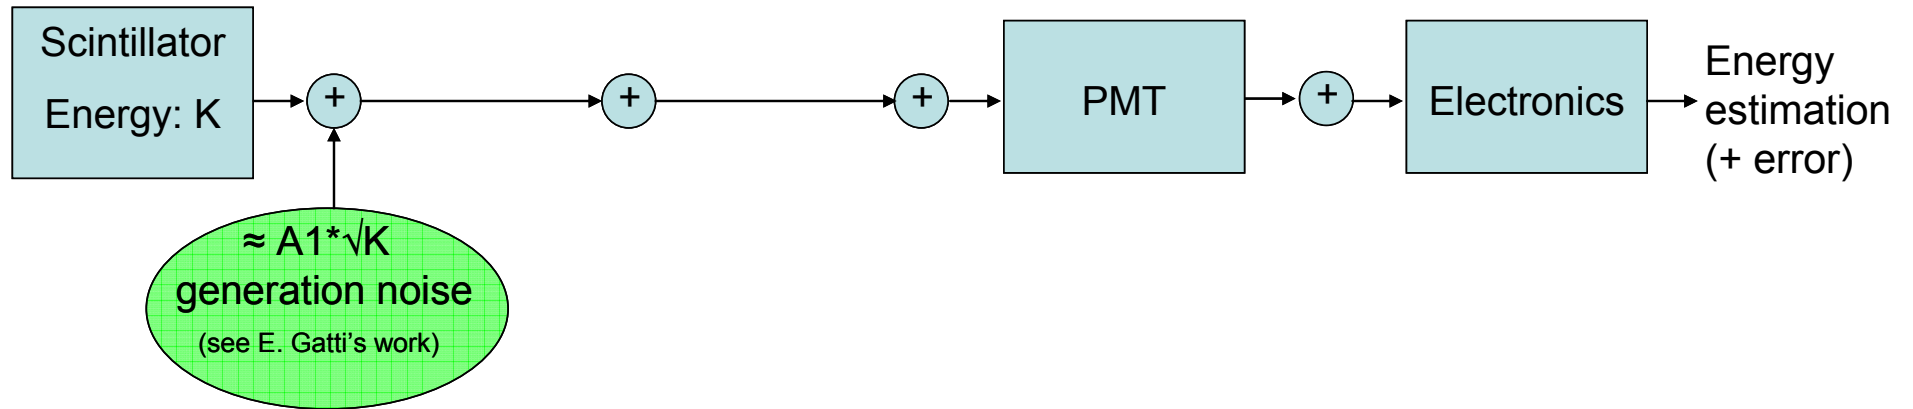 Scintillator
Energy: K
+
+
+
PMT
+
Electronics
Energy
estimation
(+ error)
≈ A1*√K
generation noise
(see E. Gatti's work)